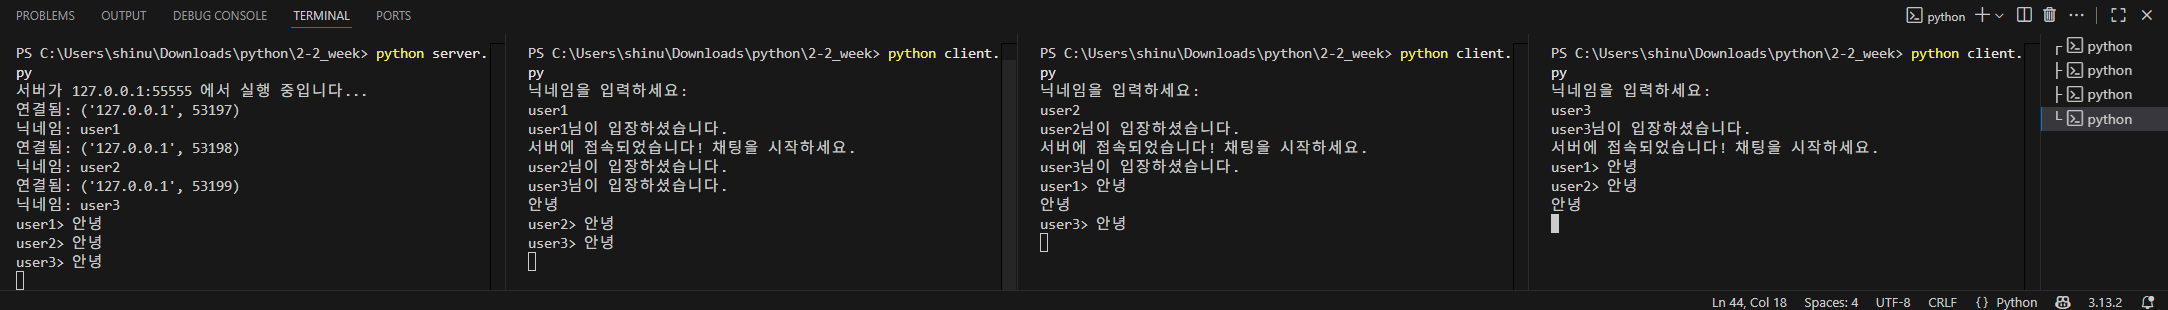 PROBLEMS OUTPUT DEBUG CONSOLE TERMINAL PORTS
python
PS C:\Users\shinu\Downloads\python\2-2_week> python server.
py
서버가 127.0.0.1:55555 에서 실행 중입니다...
연결됨: ('127.0.0.1', 53197)
닉네임: user1
연결됨: ('127.0.0.1', 53198)
닉네임: user2
연결됨: ('127.0.0.1', 53199)
닉네임: user3
user1> 안녕
user2> 안녕
user3> 안녕
PS C:\Users\shinu\Downloads\python\2-2_week> python client.
py
닉네임을 입력하세요:
user1
user1님이 입장하셨습니다.
서버에 접속되었습니다! 채팅을 시작하세요.
user2님이 입장하셨습니다.
user3님이 입장하셨습니다.
안녕
user2> 안녕
user3> 안녕
PS C:\Users\shinu\Downloads\python\2-2_week> python client.
py
닉네임을 입력하세요:
user2
user2님이 입장하셨습니다.
서버에 접속되었습니다! 채팅을 시작하세요.
user3님이 입장하셨습니다.
user1> 안녕
안녕
user3> 안녕
PS C:\Users\shinu\Downloads\python\2-2_week> python client.
py
닉네임을 입력하세요:
user3
user3님이 입장하셨습니다.
서버에 접속되었습니다! 채팅을 시작하세요.
user1> 안녕
user2> 안녕
안녕
python
python
python
python
Ln 44, Col 18 Spaces: 4 UTF-8 CRLF {} Python 3.13.2